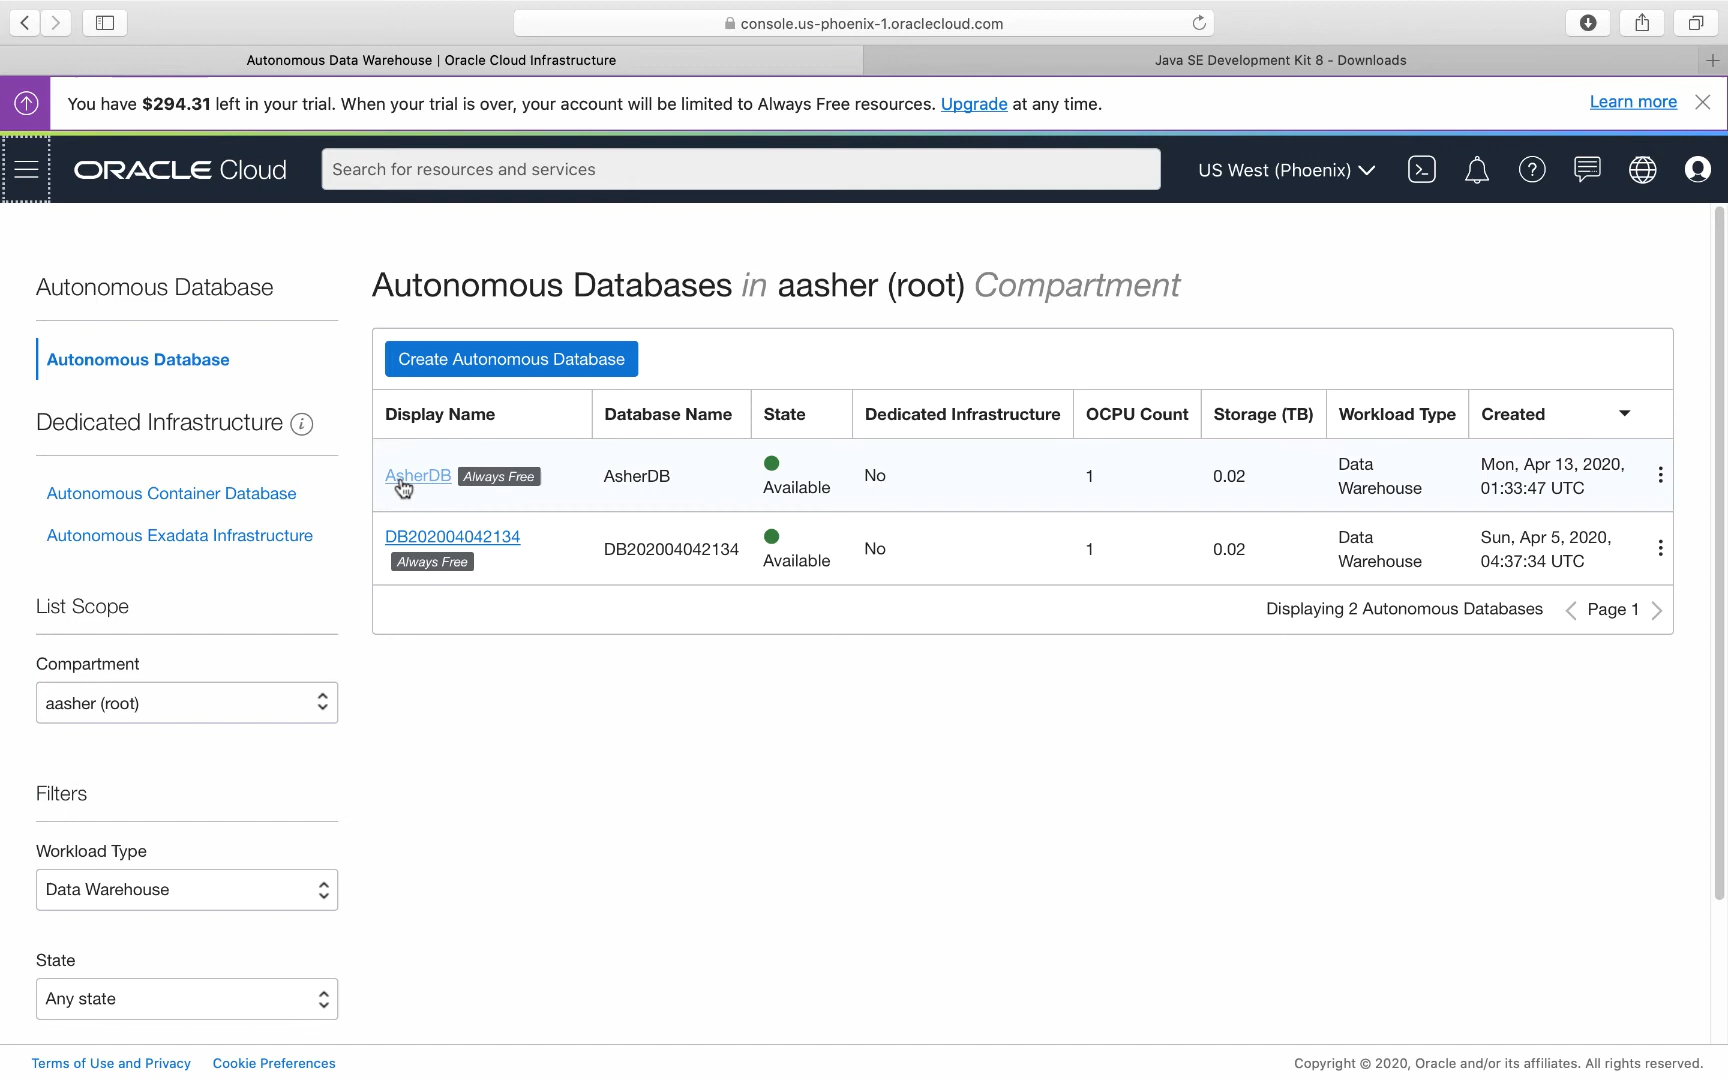 console.us-phoenix-1.oraclecloud.com
Autonomous Data Warehouse | Oracle Cloud Infrastructure
Java SE Development Kit 8 - Downloads
You have $294.31 left in your trial. When your trial is over, your account will be limited to Always Free resources. Upgrade at any time.
Learn more
ORACLE Cloud
Search for resources and services
US West (Phoenix)
Autonomous Database
Autonomous Database
Dedicated Infrastructure
Autonomous Container Database
Autonomous Exadata Infrastructure
List Scope
Compartment
aasher (root)
Filters
Workload Type
Data Warehouse
State
Any state
Autonomous Databases in aasher (root) Compartment
Create Autonomous Database
Display Name Database Name State Dedicated Infrastructure OCPU Count Storage (TB) Workload Type Created
AsherDB Always Free AsherDB Available No 1 0.02 Data Warehouse Mon, Apr 13, 2020, 01:33:47 UTC
DB202004042134 Always Free DB202004042134 Available No 1 0.02 Data Warehouse Sun, Apr 5, 2020, 04:37:34 UTC
Displaying 2 Autonomous Databases Page 1
Terms of Use and Privacy Cookie Preferences
Copyright © 2020, Oracle and/or its affiliates. All rights reserved.